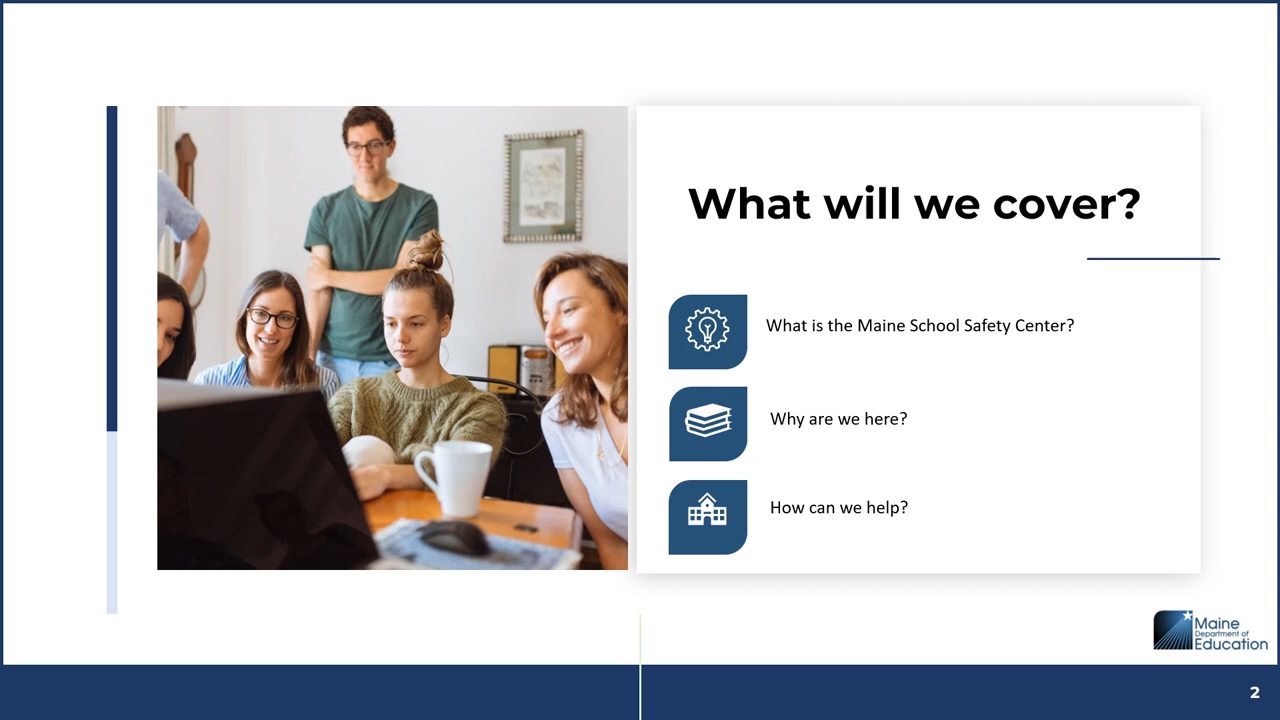 What will we cover?
What is the Maine School Safety Center?
Why are we here?
How can we help?
Maine
Department of
Education
2